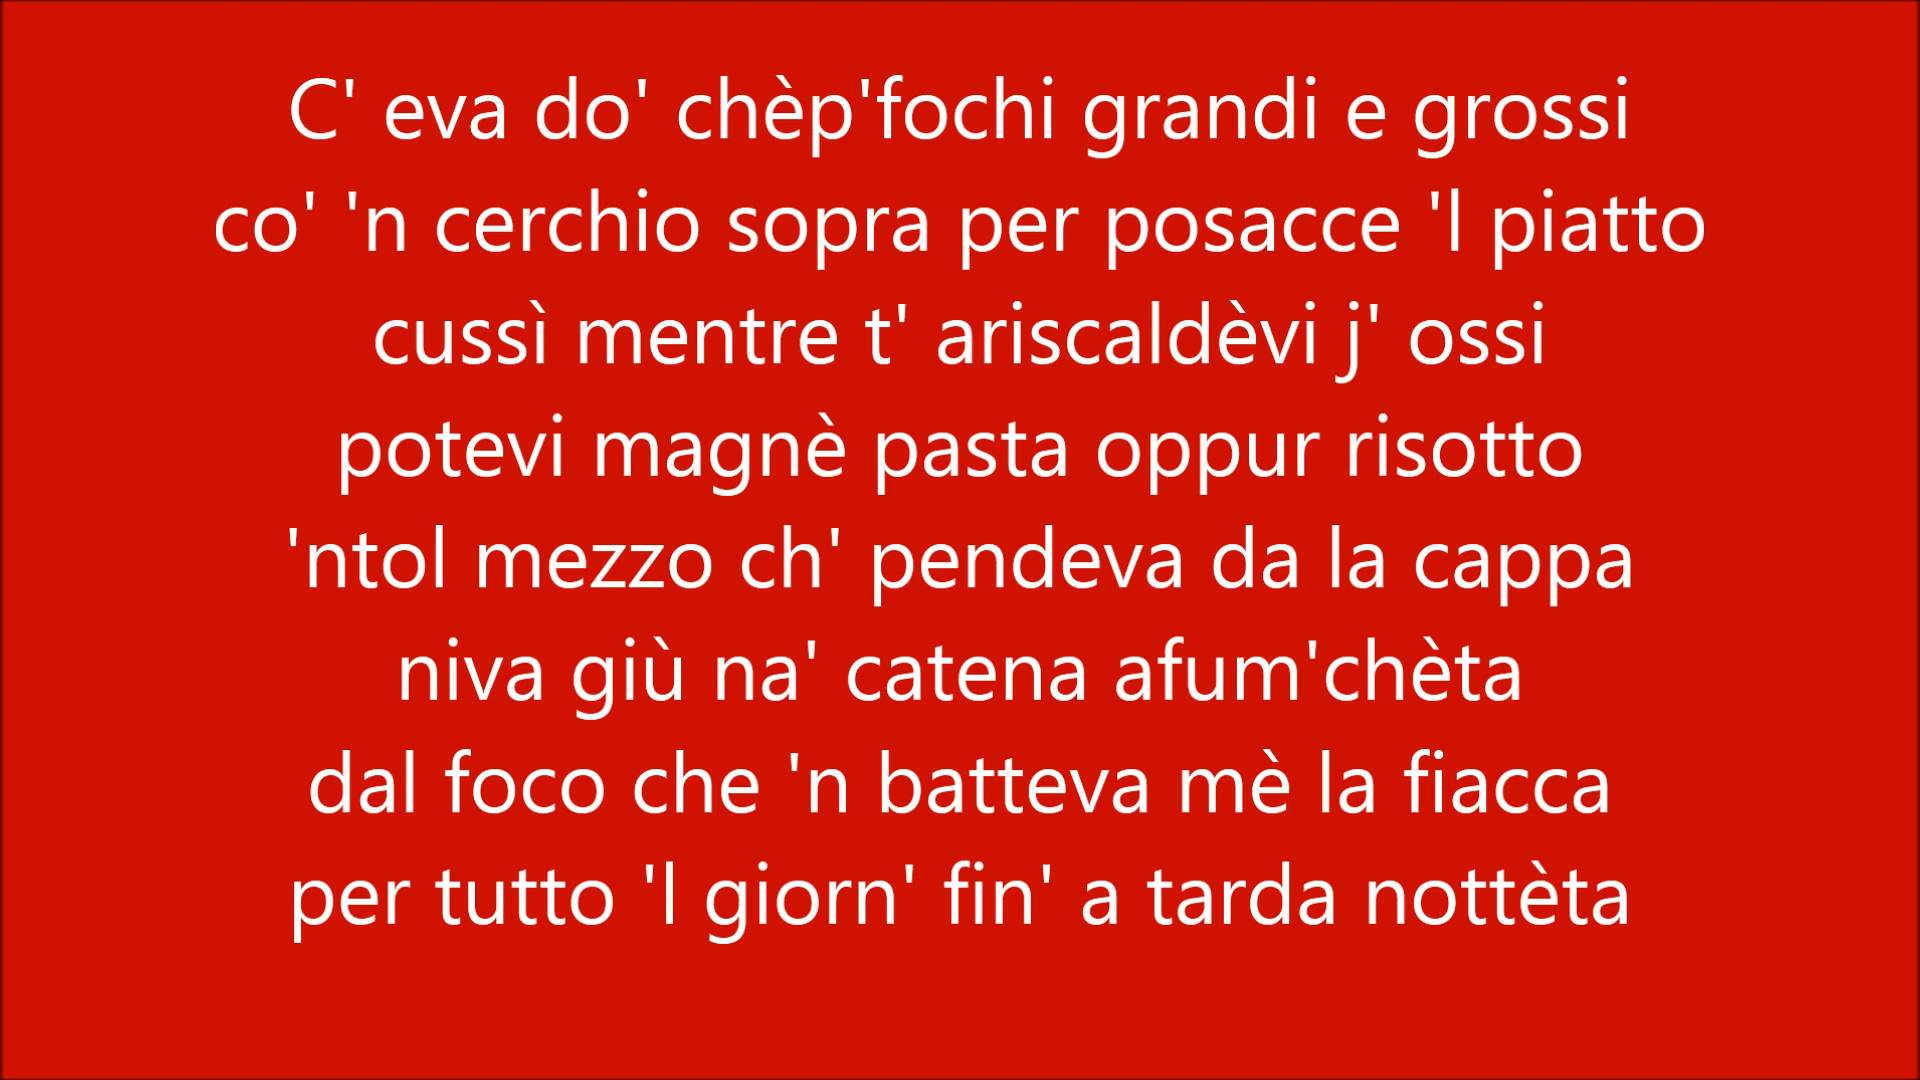 C' eva do' chèp'fochi grandi e grossi
co' 'n cerchio sopra per posacce 'l piatto
cussì mentre t' ariscaldèvi j' ossi
potevi magnè pasta oppur risotto
'ntol mezzo ch' pendeva da la cappa
niva giù na' catena afum'chèta
dal foco che 'n batteva mè la fiacca
per tutto 'l giorn' fin' a tarda nottèta